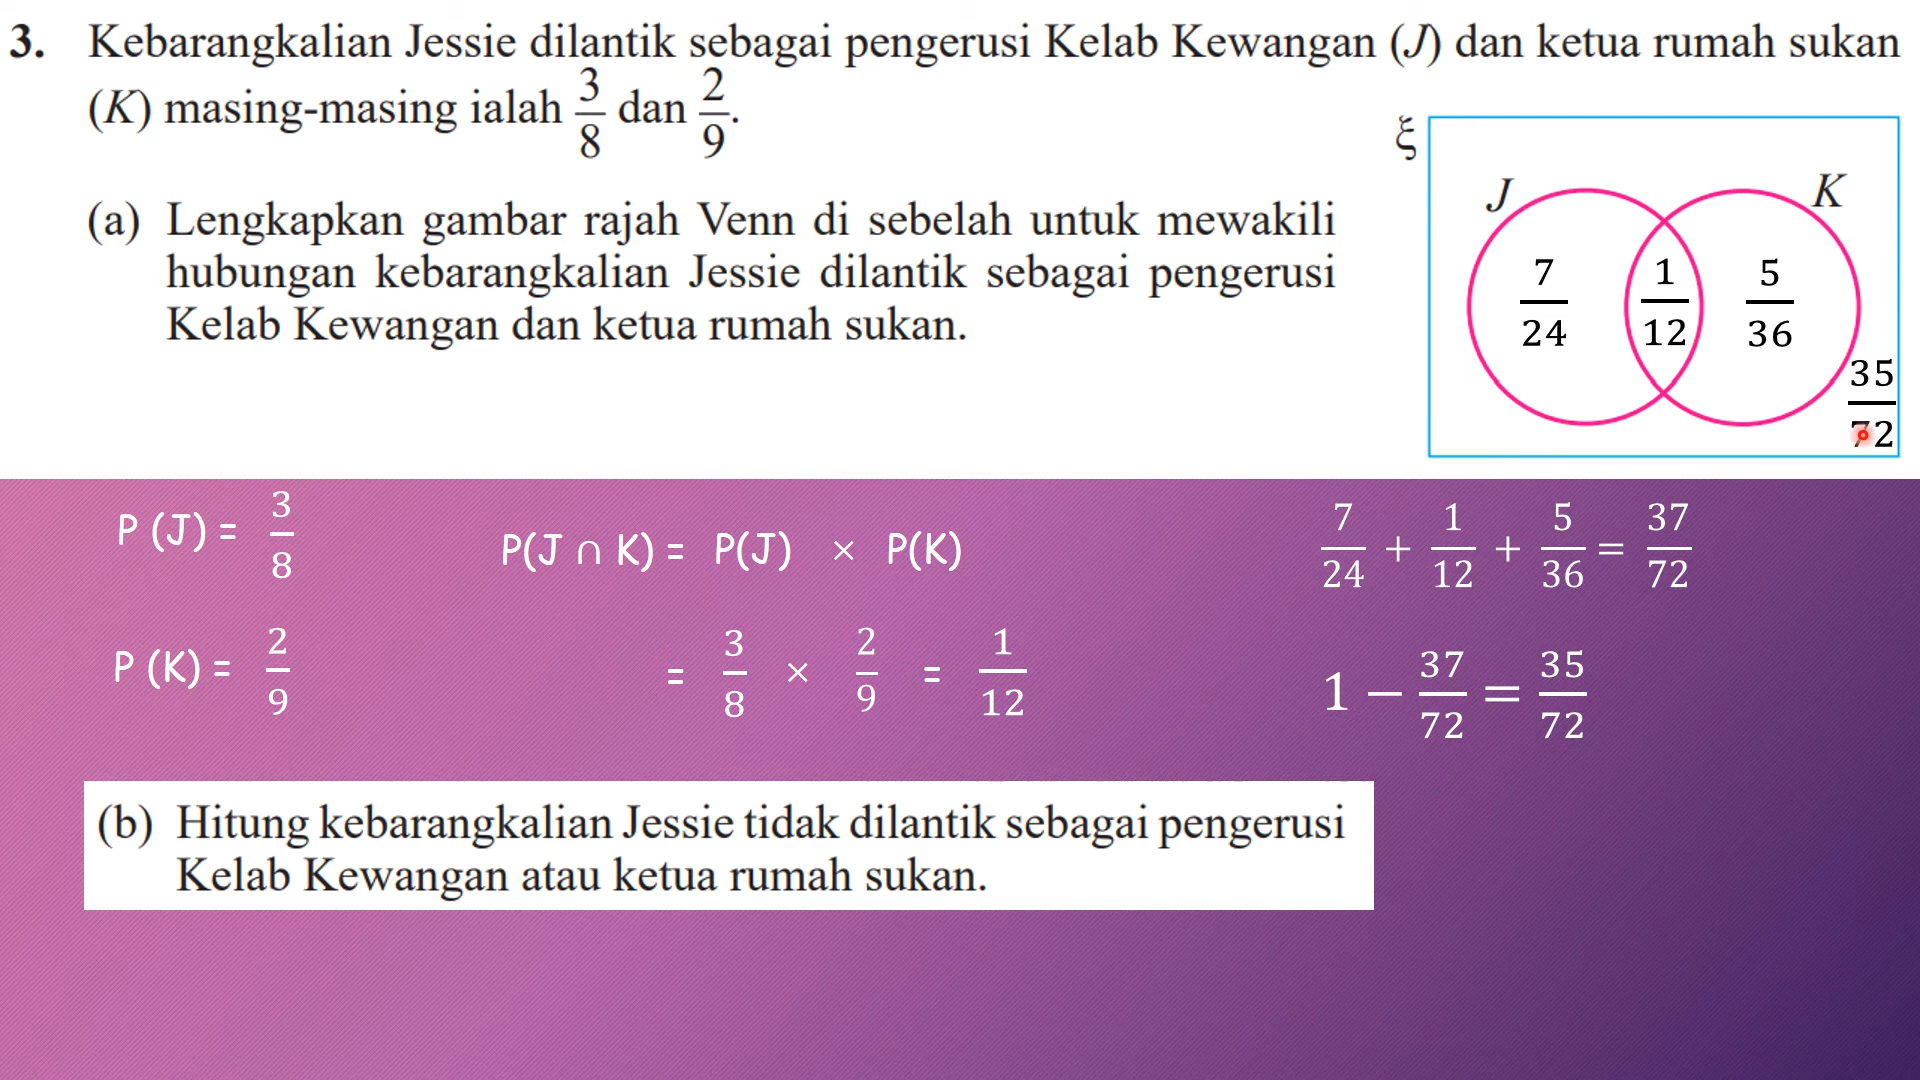 3. Kebarangkalian Jessie dilantik sebagai pengerusi Kelab Kewangan (J) dan ketua rumah sukan
(K) masing-masing ialah 3/8 dan 2/9.
ξ
J K
(a) Lengkapkan gambar rajah Venn di sebelah untuk mewakili
hubungan kebarangkalian Jessie dilantik sebagai pengerusi
Kelab Kewangan dan ketua rumah sukan.
7/24 1/12 5/36
35/72
P (J) = 3/8
P(J ∩ K) = P(J) × P(K)
7/24 + 1/12 + 5/36 = 37/72
P (K) = 2/9
= 3/8 × 2/9 = 1/12
1 − 37/72 = 35/72
(b) Hitung kebarangkalian Jessie tidak dilantik sebagai pengerusi
Kelab Kewangan atau ketua rumah sukan.